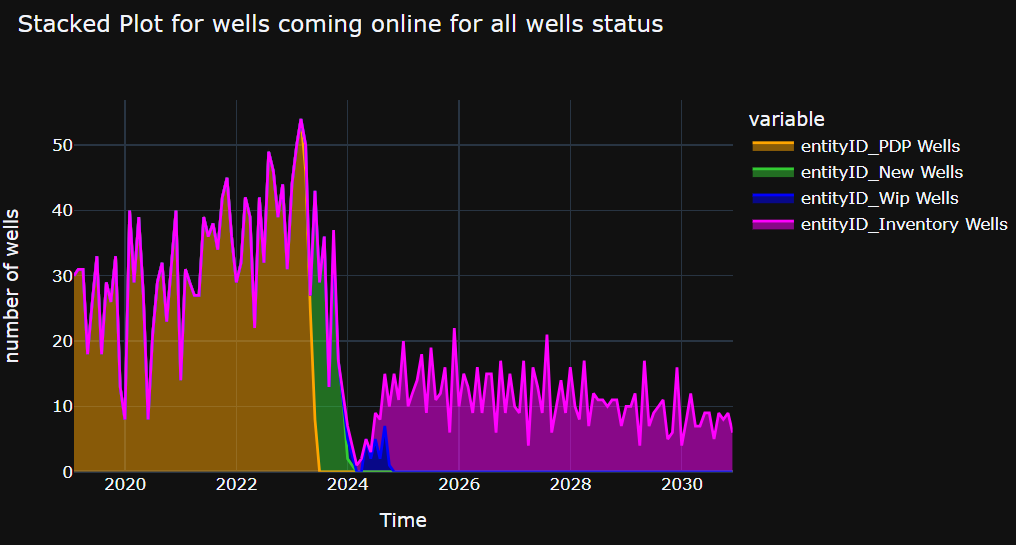 Stacked Plot for wells coming online for all wells status
variable
entityID_PDP Wells
entityID_New Wells
entityID_Wip Wells
entityID_Inventory Wells
number of wells
50
40
30
20
10
0
2020 2022 2024 2026 2028 2030
Time